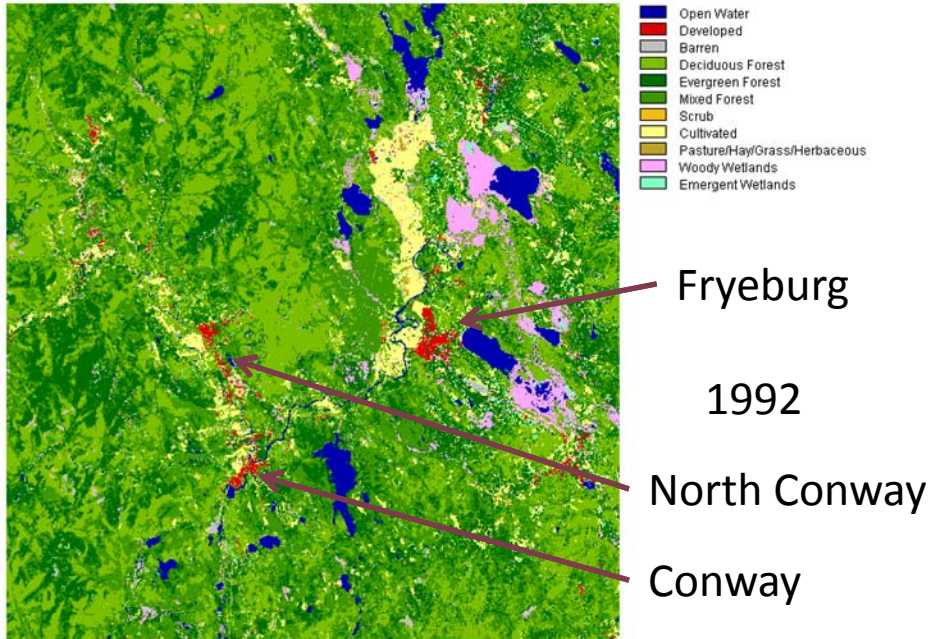 Open Water
Developed
Barren
Deciduous Forest
Evergreen Forest
Mixed Forest
Scrub
Cultivated
Pasture/Hay/Grass/Herbaceous
Woody Wetlands
Emergent Wetlands
Fryeburg
1992
North Conway
Conway